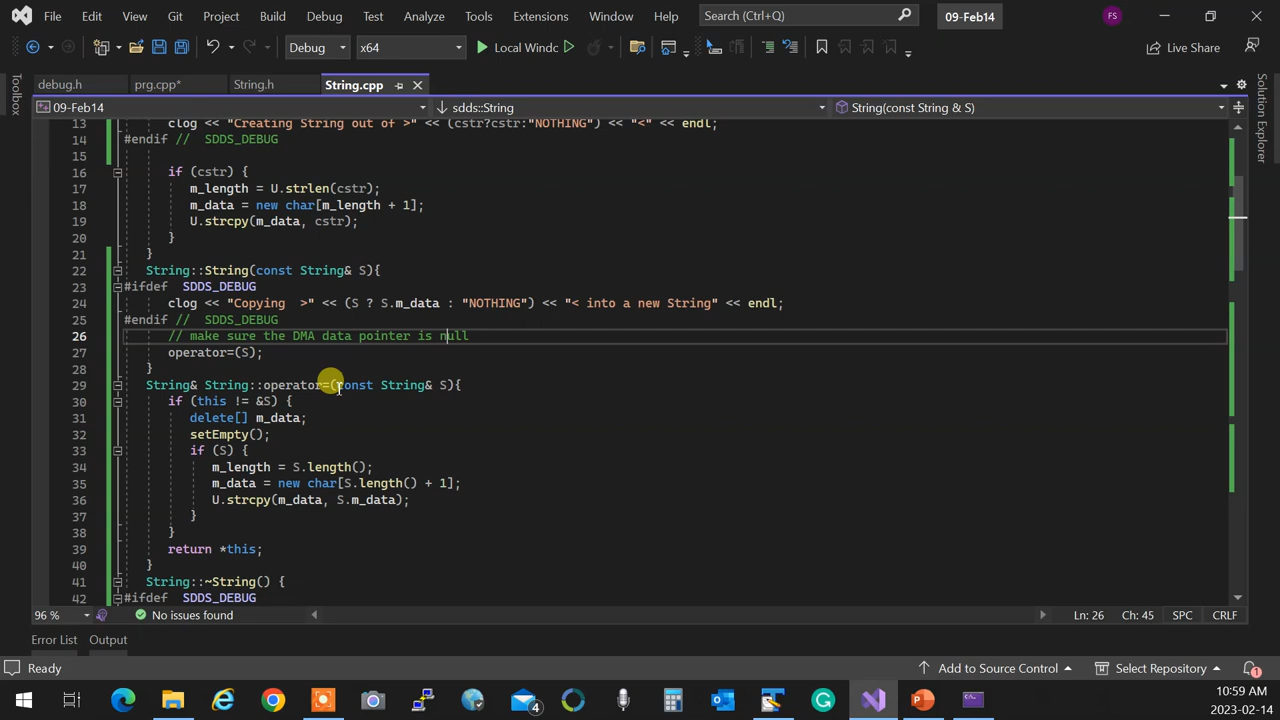 File Edit View Git Project Build Debug Test Analyze Tools Extensions Window Help Search (Ctrl+Q) 09-Feb14 FS
Debug x64 Local Windc Live Share
debug.h prg.cpp* String.h String.cpp
09-Feb14 sdds::String String(const String & S)
Toolbox
Solution Explorer
13 clog << "Creating String out of >" << (cstr?cstr:"NOTHING") << "<" << endl;
14 #endif // SDDS_DEBUG
15
16 if (cstr) {
17 m_length = U.strlen(cstr);
18 m_data = new char[m_length + 1];
19 U.strcpy(m_data, cstr);
20 }
21 }
22 String::String(const String& S){
23 #ifdef SDDS_DEBUG
24 clog << "Copying >" << (S ? S.m_data : "NOTHING") << "< into a new String" << endl;
25 #endif // SDDS_DEBUG
26 // make sure the DMA data pointer is null
27 operator=(S);
28 }
29 String& String::operator=(const String& S){
30 if (this != &S) {
31 delete[] m_data;
32 setEmpty();
33 if (S) {
34 m_length = S.length();
35 m_data = new char[S.length() + 1];
36 U.strcpy(m_data, S.m_data);
37 }
38 }
39 return *this;
40 }
41 String::~String() {
42 #ifdef SDDS_DEBUG
96 % No issues found Ln: 26 Ch: 45 SPC CRLF
Error List Output
Ready Add to Source Control Select Repository 1
4
10:59 AM
2023-02-14